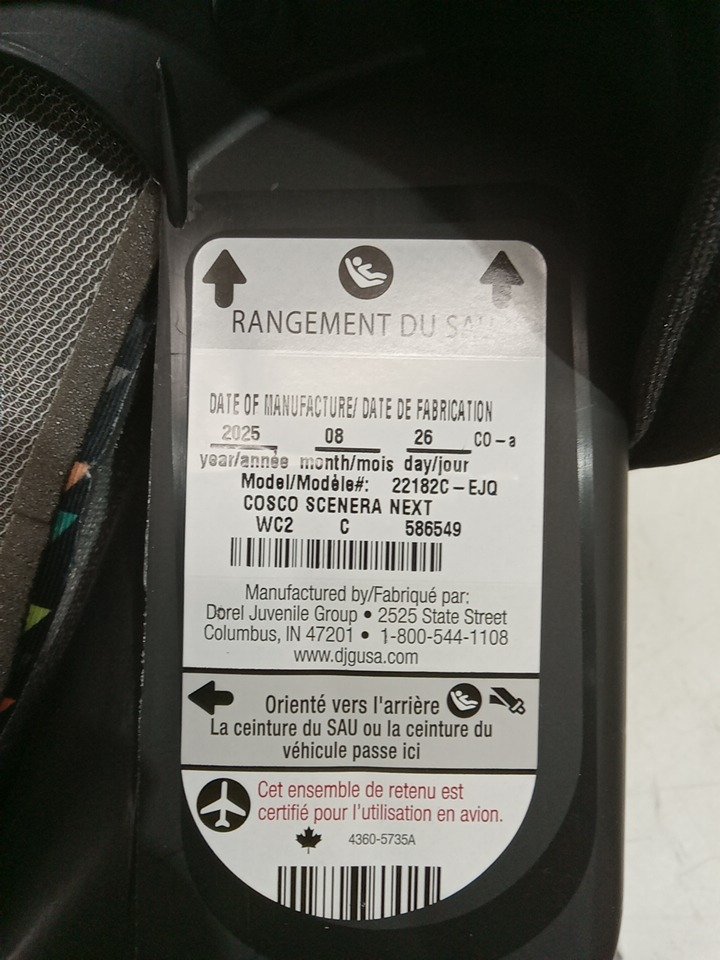 RANGEMENT DU
DATE OF MANUFACTURE/ DATE DE FABRICATION
2025 08 26 CO-a
year/année month/mois day/jour
Model/Modèle#: 22182C-EJQ
COSCO SCENERA NEXT
WC2 C 586549
Manufactured by/Fabriqué par:
Dorel Juvenile Group • 2525 State Street
Columbus, IN 47201 • 1-800-544-1108
www.djgusa.com
Orienté vers l'arrière
La ceinture du SAU ou la ceinture du
véhicule passe ici
Cet ensemble de retenu est
certifié pour l'utilisation en avion.
4360-5735A